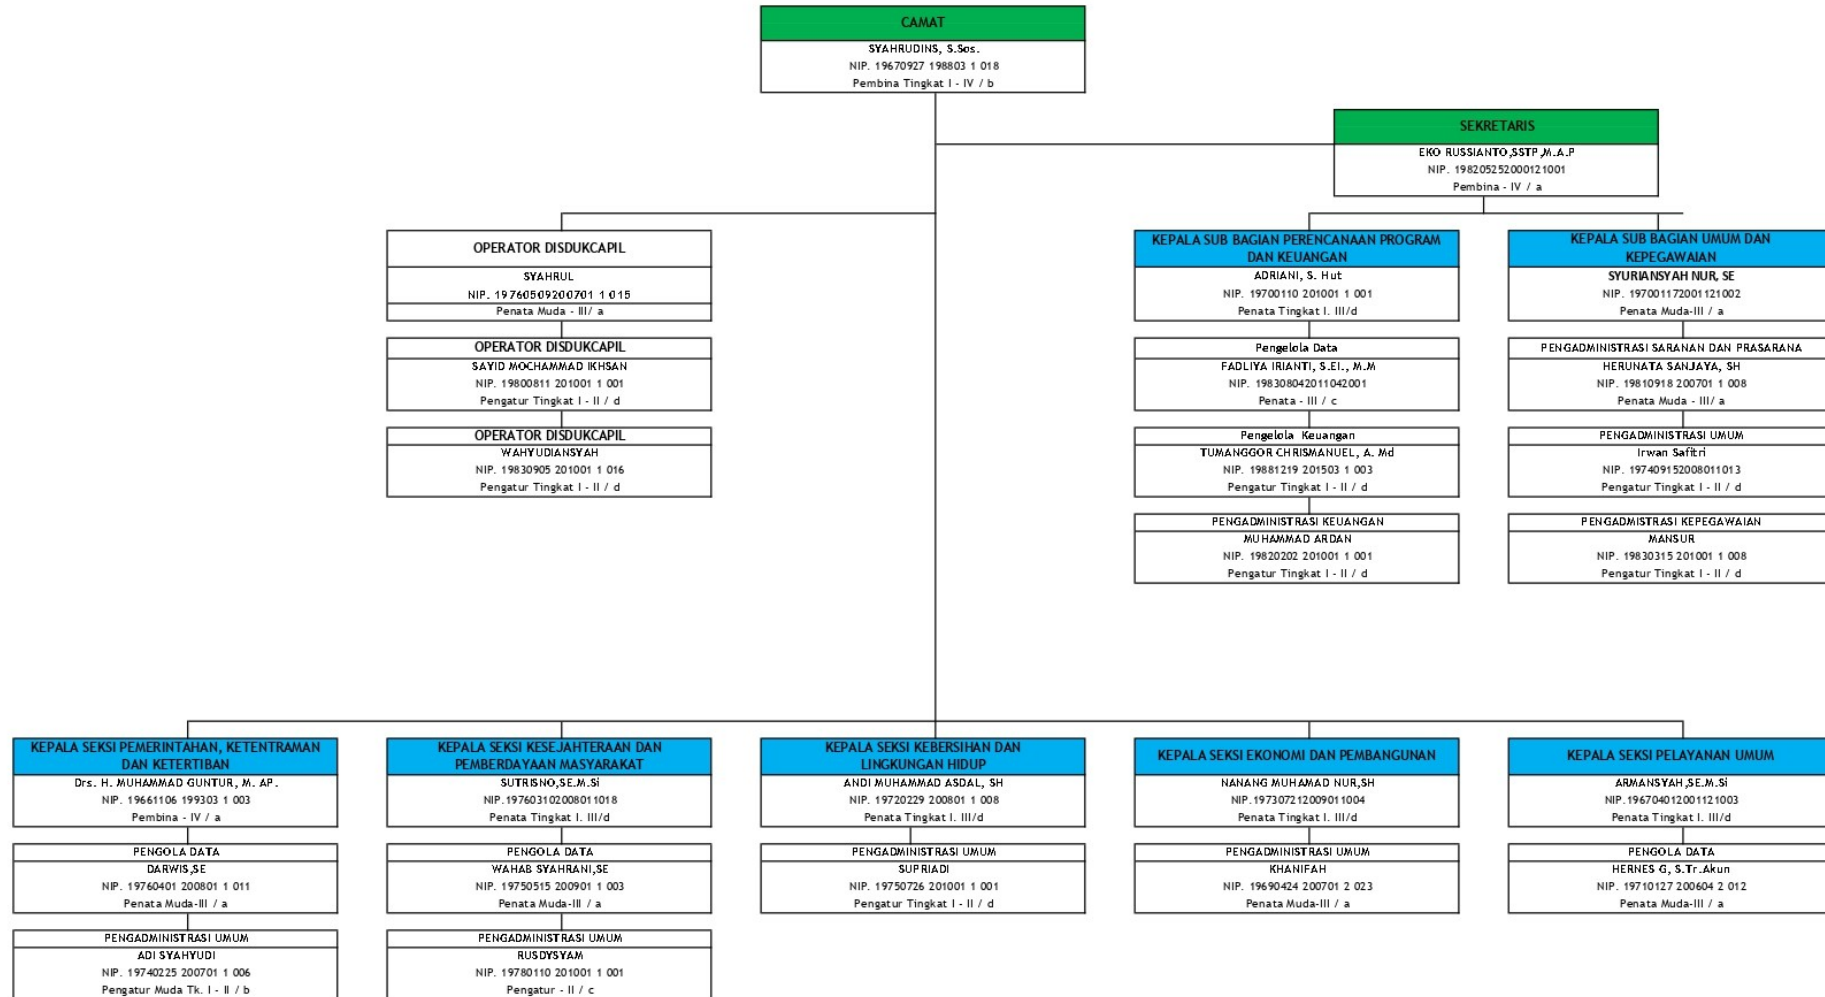 CAMAT
SYAHRUDINS, S.Sos.
NIP. 19670927 198803 1 018
Pembina Tingkat I - IV / b
SEKRETARIS
EKO RUSSIANTO,SSTP,M.A.P
NIP. 198205252000121001
Pembina - IV / a
OPERATOR DISDUKCAPIL
SYAHRUL
NIP. 19760509200701 1 015
Penata Muda - III/ a
OPERATOR DISDUKCAPIL
SAYID MOCHAMMAD IKHSAN
NIP. 19800811 201001 1 001
Pengatur Tingkat I - II / d
OPERATOR DISDUKCAPIL
WAHYUDIANSYAH
NIP. 19830905 201001 1 016
Pengatur Tingkat I - II / d
KEPALA SUB BAGIAN PERENCANAAN PROGRAM
DAN KEUANGAN
ADRIANI, S. Hut
NIP. 19700110 201001 1 001
Penata Tingkat I. III/d
Pengelola Data
FADLIYA IRIANTI, S.EI., M.M
NIP. 198308042011042001
Penata - III / c
Pengelola Keuangan
TUMANGGOR CHRISMANUEL, A. Md
NIP. 19881219 201503 1 003
Pengatur Tingkat I - II / d
PENGADMINISTRASI KEUANGAN
MUHAMMAD ARDAN
NIP. 19820202 201001 1 001
Pengatur Tingkat I - II / d
KEPALA SUB BAGIAN UMUM DAN
KEPEGAWAIAN
SYURIANSYAH NUR, SE
NIP. 197001172001121002
Penata Muda-III / a
PENGADMINISTRASI SARANAN DAN PRASARANA
HERUNATA SANJAYA, SH
NIP. 19810918 200701 1 008
Penata Muda - III/ a
PENGADMINISTRASI UMUM
Irwan Safitri
NIP. 197409152008011013
Pengatur Tingkat I - II / d
PENGADMISTRASI KEPEGAWAIAN
MANSUR
NIP. 19830315 201001 1 008
Pengatur Tingkat I - II / d
KEPALA SEKSI PEMERINTAHAN, KETENTRAMAN
DAN KETERTIBAN
Drs. H. MUHAMMAD GUNTUR, M. AP.
NIP. 19661106 199303 1 003
Pembina - IV / a
PENGOLA DATA
DARWIS,SE
NIP. 19760401 200801 1 011
Penata Muda-III / a
PENGADMINISTRASI UMUM
ADI SYAHYUDI
NIP. 19740225 200701 1 006
Pengatur Muda Tk. I - II / b
KEPALA SEKSI KESEJAHTERAAN DAN
PEMBERDAYAAN MASYARAKAT
SUTRISNO,SE.M.Si
NIP.197603102008011018
Penata Tingkat I. III/d
PENGOLA DATA
WAHAB SYAHRANI,SE
NIP. 19750515 200901 1 003
Penata Muda-III / a
PENGADMINISTRASI UMUM
RUSDYSYAM
NIP. 19780110 201001 1 001
Pengatur - II / c
KEPALA SEKSI KEBERSIHAN DAN
LINGKUNGAN HIDUP
ANDI MUHAMMAD ASDAL, SH
NIP. 19720229 200801 1 008
Penata Tingkat I. III/d
PENGADMINISTRASI UMUM
SUPRIADI
NIP. 19750726 201001 1 001
Pengatur Tingkat I - II / d
KEPALA SEKSI EKONOMI DAN PEMBANGUNAN
NANANG MUHAMAD NUR,SH
NIP.197307212009011004
Penata Tingkat I. III/d
PENGADMINISTRASI UMUM
KHANIFAH
NIP. 19690424 200701 2 023
Penata Muda-III / a
KEPALA SEKSI PELAYANAN UMUM
ARMANSYAH,SE.M.Si
NIP.196704012001121003
Penata Tingkat I. III/d
PENGOLA DATA
HERNES G, S.Tr.Akun
NIP. 19710127 200604 2 012
Penata Muda-III / a